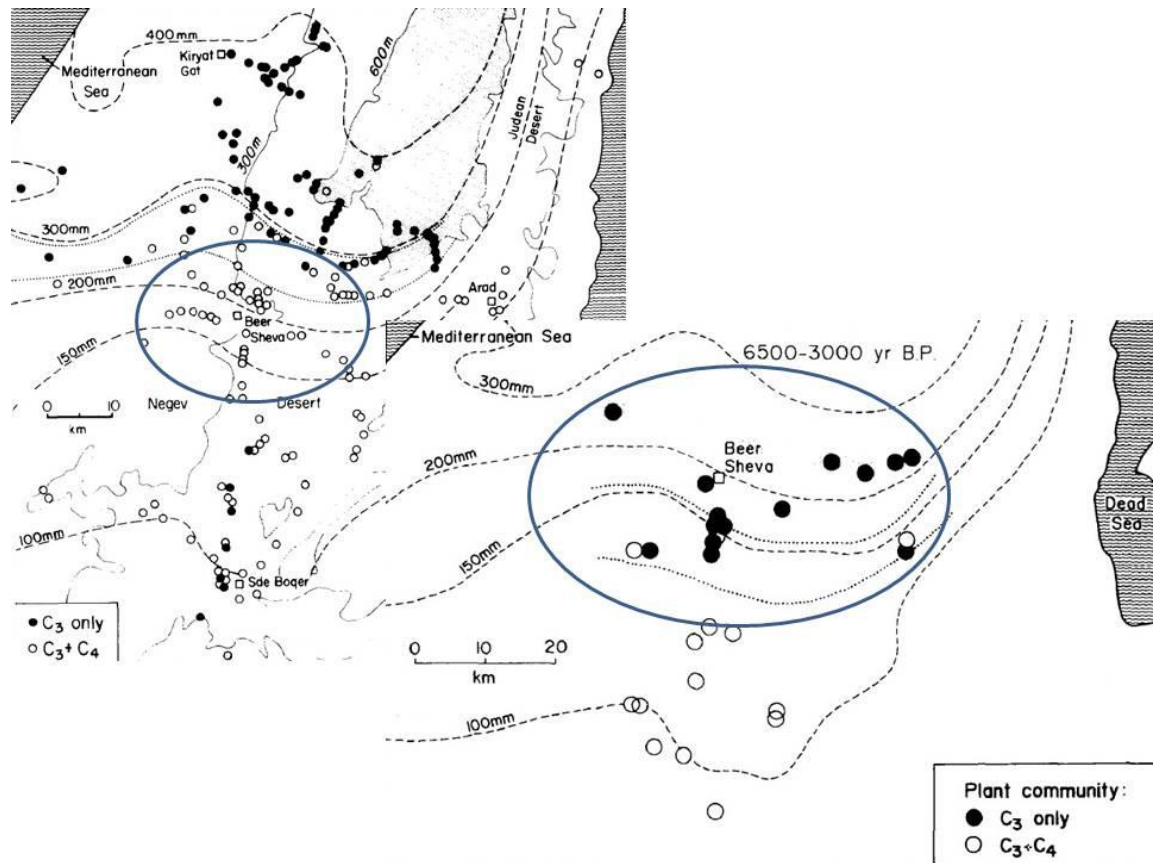 400mm
Kiryat
Gat
Mediterranean
Sea
600m
Judean
Desert
300m
300mm
200mm
Arad
Beer
Sheva
150mm
0 10
km
Negev Desert
100mm
Sde Boqer
C₃ only
C₃+ C₄
Mediterranean Sea
6500-3000 yr B.P.
300mm
Beer
Sheva
200mm
150mm
Dead
Sea
0 10 20
km
100mm
Plant community:
C₃ only
C₃+C₄